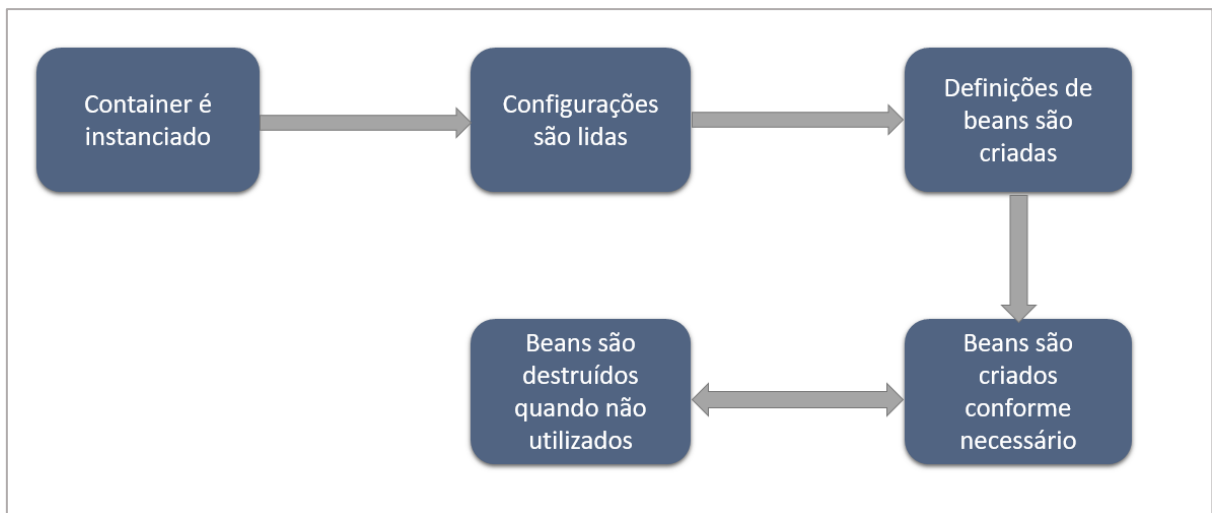 Container é
instanciado
Configurações
são lidas
Definições de
beans são
criadas
Beans são
destruídos
quando não
utilizados
Beans são
criados
conforme
necessário